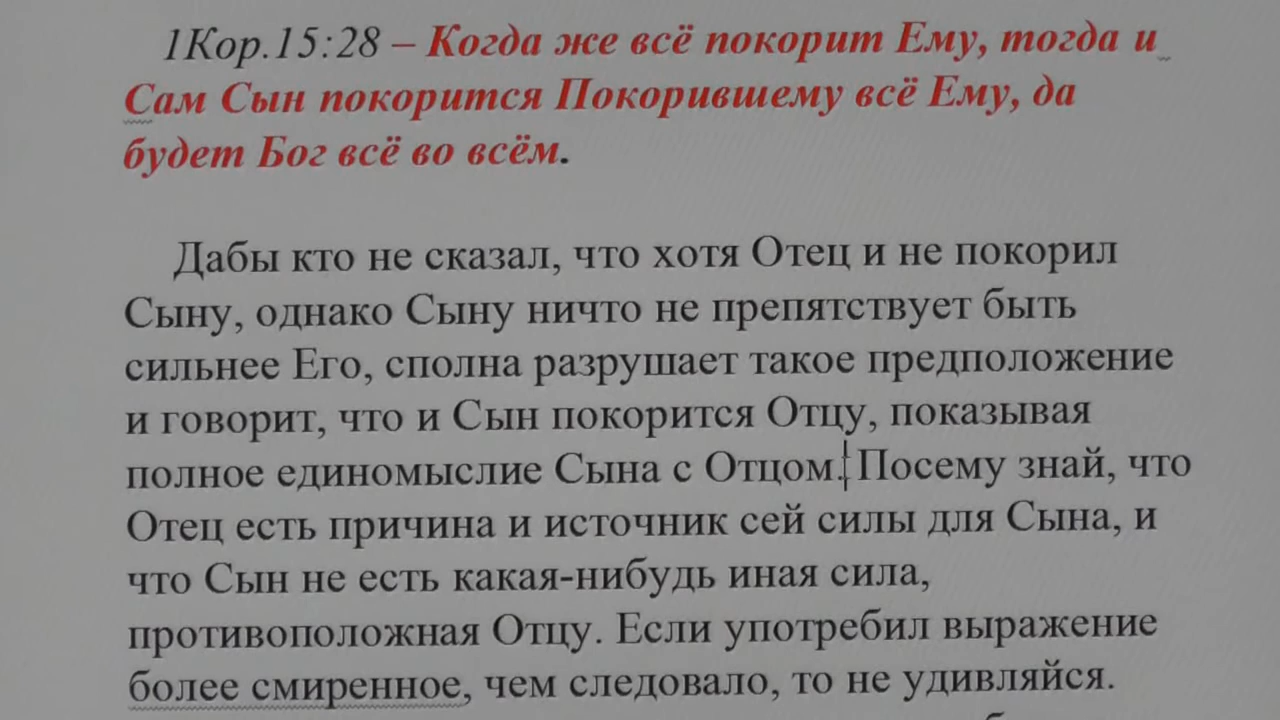 1Кор.15:28 – Когда же всё покорит Ему, тогда и
Сам Сын покорится Покорившему всё Ему, да
будет Бог всё во всём.
Дабы кто не сказал, что хотя Отец и не покорил
Сыну, однако Сыну ничто не препятствует быть
сильнее Его, сполна разрушает такое предположение
и говорит, что и Сын покорится Отцу, показывая
полное единомыслие Сына с Отцом. Посему знай, что
Отец есть причина и источник сей силы для Сына, и
что Сын не есть какая-нибудь иная сила,
противоположная Отцу. Если употребил выражение
более смиренное, чем следовало, то не удивляйся.